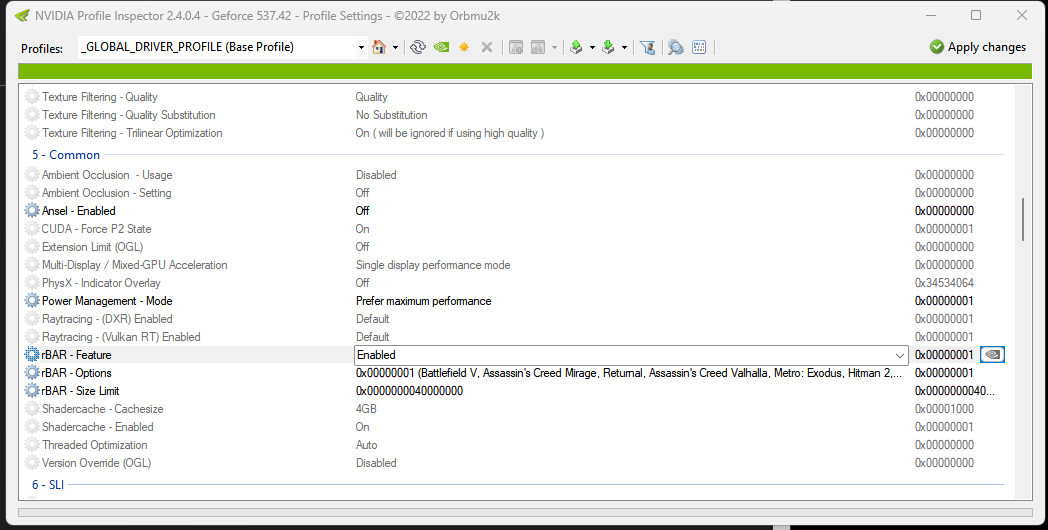 NVIDIA Profile Inspector 2.4.0.4 - Geforce 537.42 - Profile Settings - ©2022 by Orbmu2k
Profiles: _GLOBAL_DRIVER_PROFILE (Base Profile) Apply changes
Texture Filtering - Quality Quality 0x00000000
Texture Filtering - Quality Substitution No Substitution 0x00000000
Texture Filtering - Trilinear Optimization On ( will be ignored if using high quality ) 0x00000000
5 - Common
Ambient Occlusion - Usage Disabled 0x00000000
Ambient Occlusion - Setting Off 0x00000000
Ansel - Enabled Off 0x00000000
CUDA - Force P2 State On 0x00000001
Extension Limit (OGL) Off 0x00000000
Multi-Display / Mixed-GPU Acceleration Single display performance mode 0x00000000
PhysX - Indicator Overlay Off 0x34534064
Power Management - Mode Prefer maximum performance 0x00000001
Raytracing - (DXR) Enabled Default 0x00000001
Raytracing - (Vulkan RT) Enabled Default 0x00000001
rBAR - Feature Enabled 0x00000001
rBAR - Options 0x00000001 (Battlefield V, Assassin's Creed Mirage, Returnal, Assassin's Creed Valhalla, Metro: Exodus, Hitman 2,... 0x00000001
rBAR - Size Limit 0x0000000040000000 0x0000000040...
Shadercache - Cachesize 4GB 0x00001000
Shadercache - Enabled On 0x00000001
Threaded Optimization Auto 0x00000000
Version Override (OGL) Disabled 0x00000000
6 - SLI